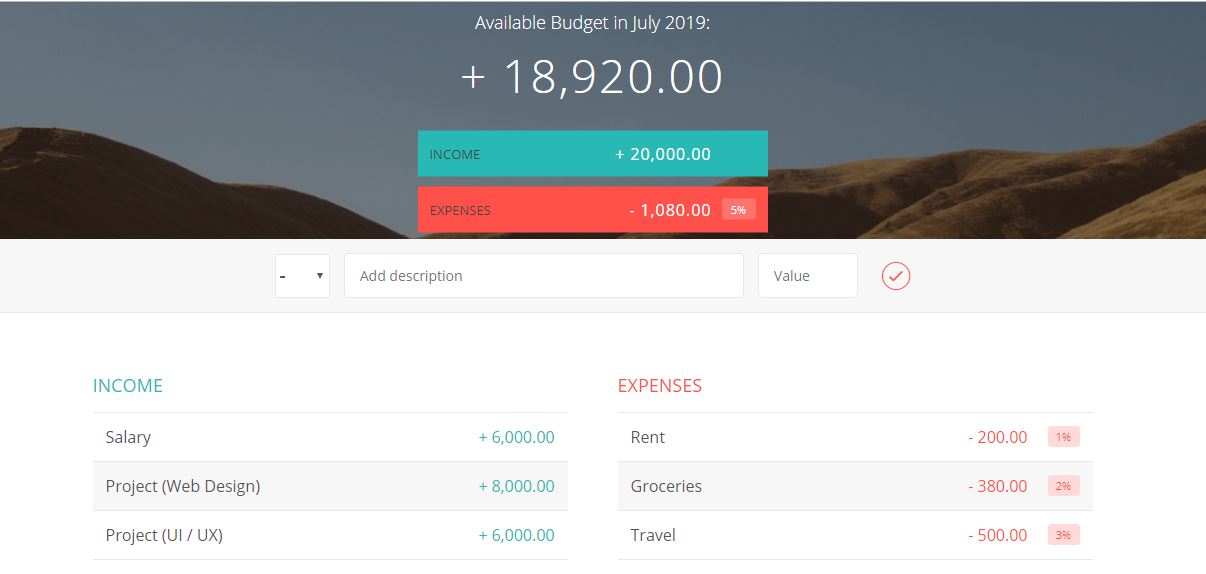 Available Budget in July 2019:
+ 18,920.00
INCOME + 20,000.00
EXPENSES - 1,080.00 5%
- Add description Value
INCOME
Salary + 6,000.00
Project (Web Design) + 8,000.00
Project (UI / UX) + 6,000.00
EXPENSES
Rent - 200.00 1%
Groceries - 380.00 2%
Travel - 500.00 3%